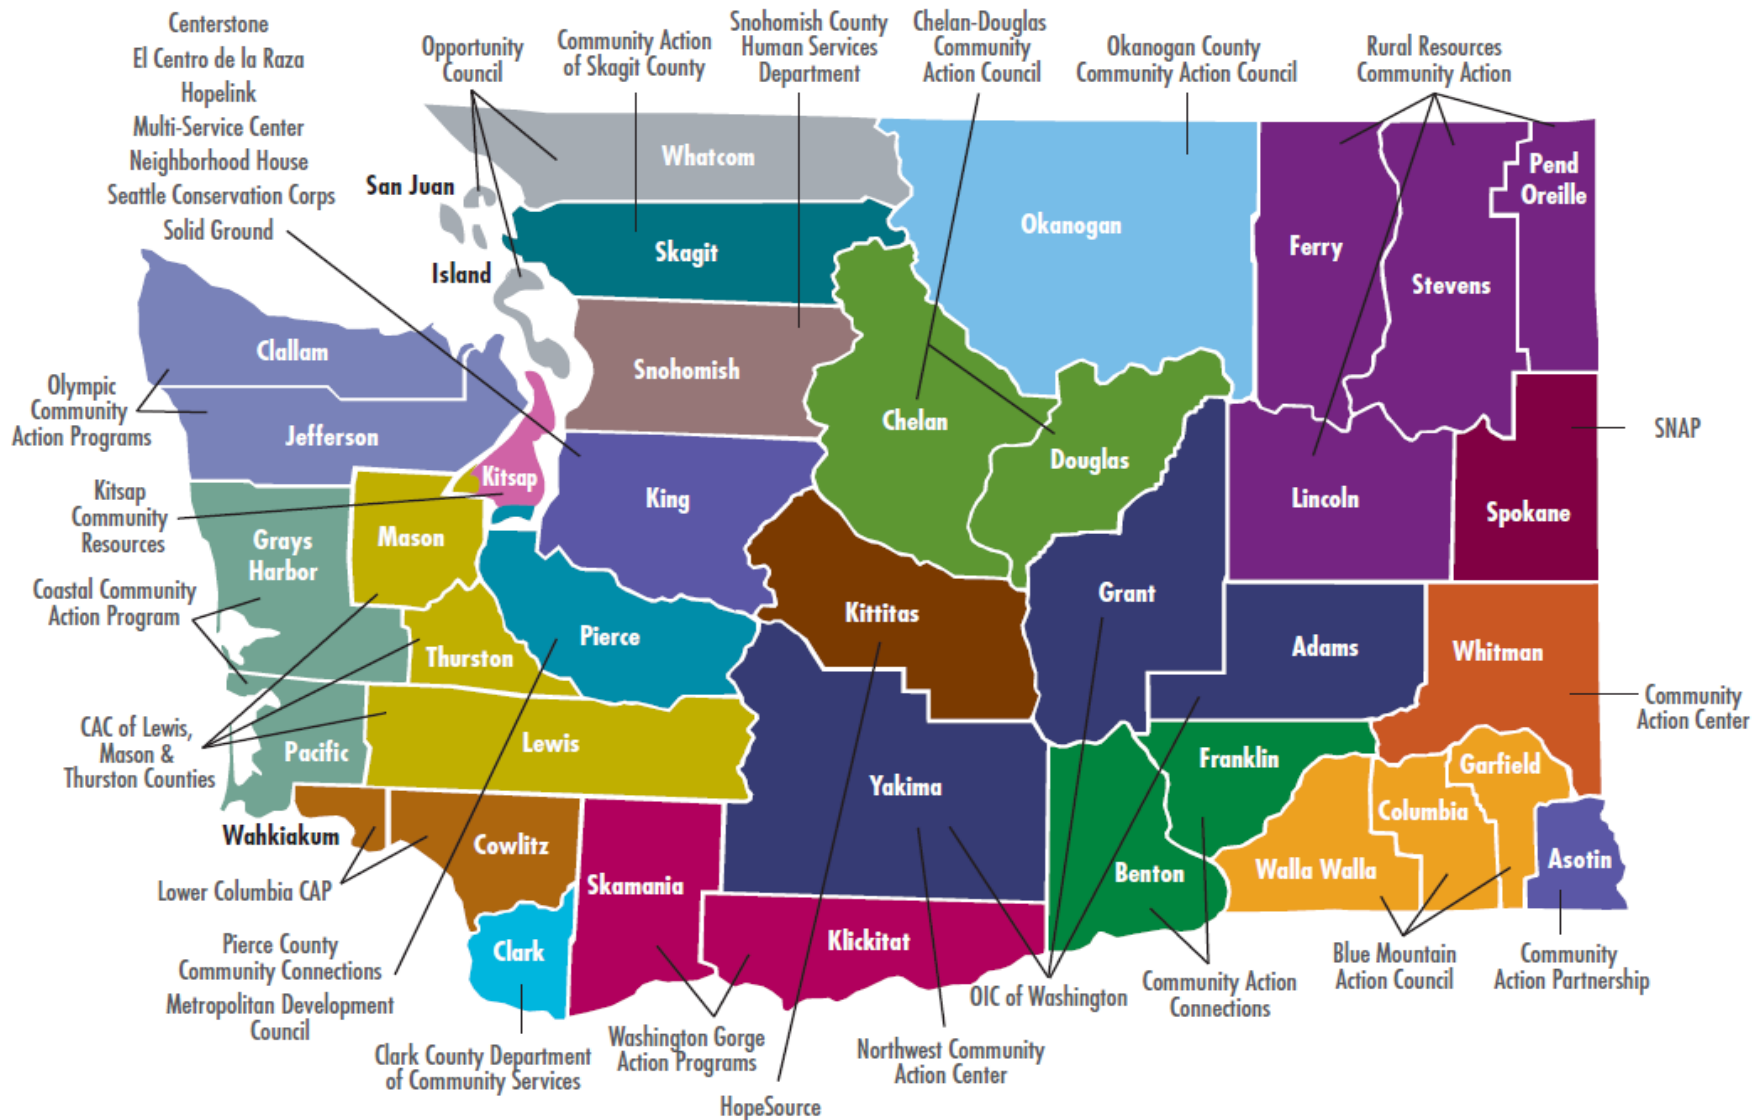 Centerstone
El Centro de la Raza
Hopelink
Multi-Service Center
Neighborhood House
Seattle Conservation Corps
Solid Ground
Opportunity
Council
Community Action
of Skagit County
Snohomish County
Human Services
Department
Chelan-Douglas
Community
Action Council
Okanogan County
Community Action Council
Rural Resources
Community Action
Whatcom
San Juan
Skagit
Island
Okanogan
Ferry
Stevens
Pend
Oreille
Clallam
Snohomish
Chelan
Douglas
Olympic
Community
Action Programs
Jefferson
Kitsap
King
Lincoln
Spokane
SNAP
Kitsap
Community
Resources
Grays
Harbor
Mason
Coastal Community
Action Program
Thurston
Pierce
Kittitas
Grant
Adams
Whitman
Community
Action Center
CAC of Lewis,
Mason &
Thurston Counties
Pacific
Lewis
Yakima
Franklin
Garfield
Columbia
Wahkiakum
Cowlitz
Skamania
Benton
Walla Walla
Asotin
Lower Columbia CAP
Clark
Klickitat
Pierce County
Community Connections
Metropolitan Development
Council
Clark County Department
of Community Services
Washington Gorge
Action Programs
HopeSource
Northwest Community
Action Center
OIC of Washington
Community Action
Connections
Blue Mountain
Action Council
Community
Action Partnership